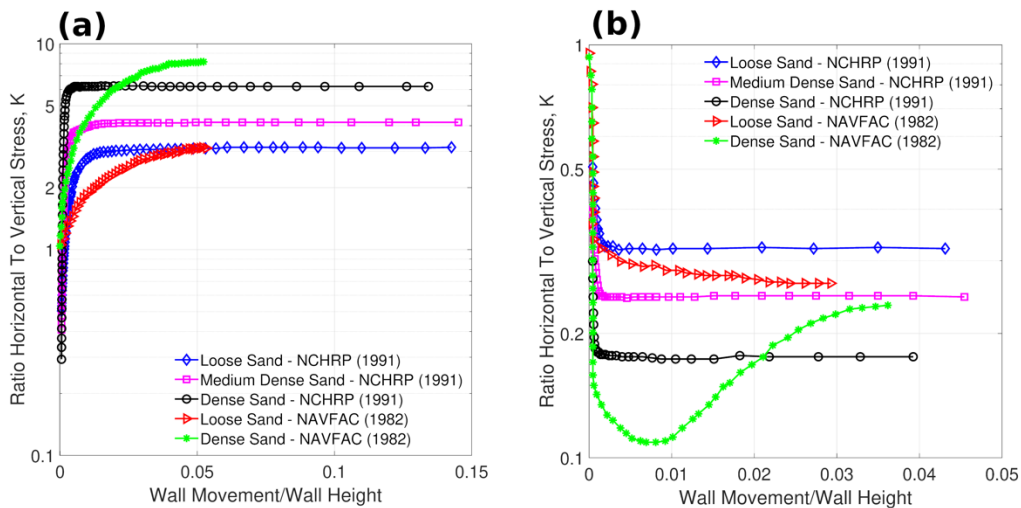 (a)
10
5
2
1
0.1
0
0.05
0.1
0.15
Ratio Horizontal To Vertical Stress, K
Wall Movement/Wall Height
Loose Sand - NCHRP (1991)
Medium Dense Sand - NCHRP (1991)
Dense Sand - NCHRP (1991)
Loose Sand - NAVFAC (1982)
Dense Sand - NAVFAC (1982)
(b)
1
0.5
0.2
0.1
0
0.01
0.02
0.03
0.04
0.05
Ratio Horizontal To Vertical Stress, K
Wall Movement/Wall Height
Loose Sand - NCHRP (1991)
Medium Dense Sand - NCHRP (1991)
Dense Sand - NCHRP (1991)
Loose Sand - NAVFAC (1982)
Dense Sand - NAVFAC (1982)